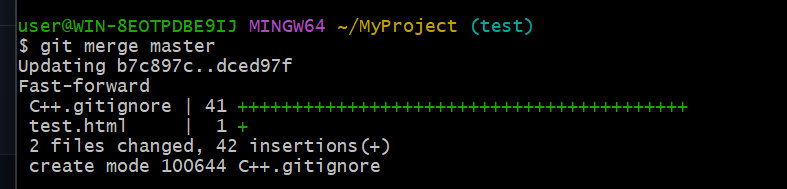 user@WIN-8EOTPDBE9IJ MINGW64 ~/MyProject (test)
$ git merge master
Updating b7c897c..dced97f
Fast-forward
 C++.gitignore | 41 +++++++++++++++++++++++++++++++++++++++++
 test.html     |  1 +
 2 files changed, 42 insertions(+)
 create mode 100644 C++.gitignore